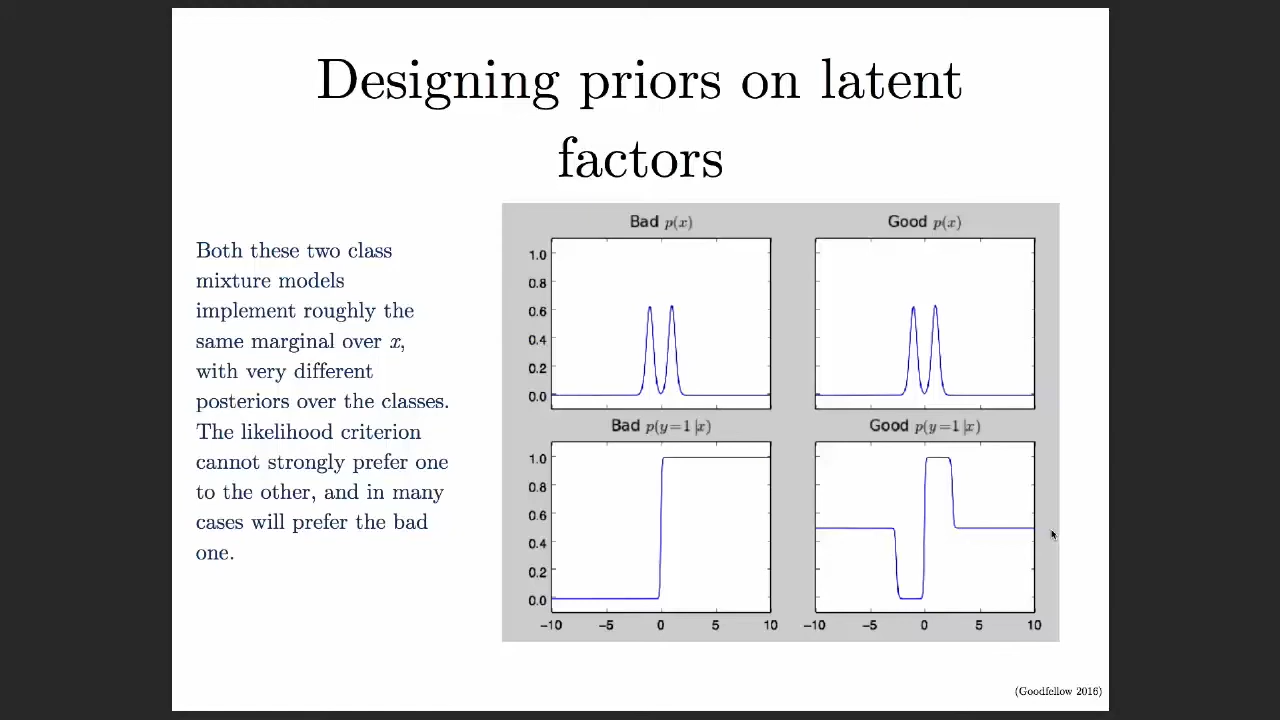 Designing priors on latent
factors
Both these two class
mixture models
implement roughly the
same marginal over x,
with very different
posteriors over the classes.
The likelihood criterion
cannot strongly prefer one
to the other, and in many
cases will prefer the bad
one.
Bad p(x)
1.0
0.8
0.6
0.4
0.2
0.0
Good p(x)
Bad p(y=1|x)
1.0
0.8
0.6
0.4
0.2
0.0
−10 −5 0 5 10
Good p(y=1|x)
−10 −5 0 5 10
(Goodfellow 2016)